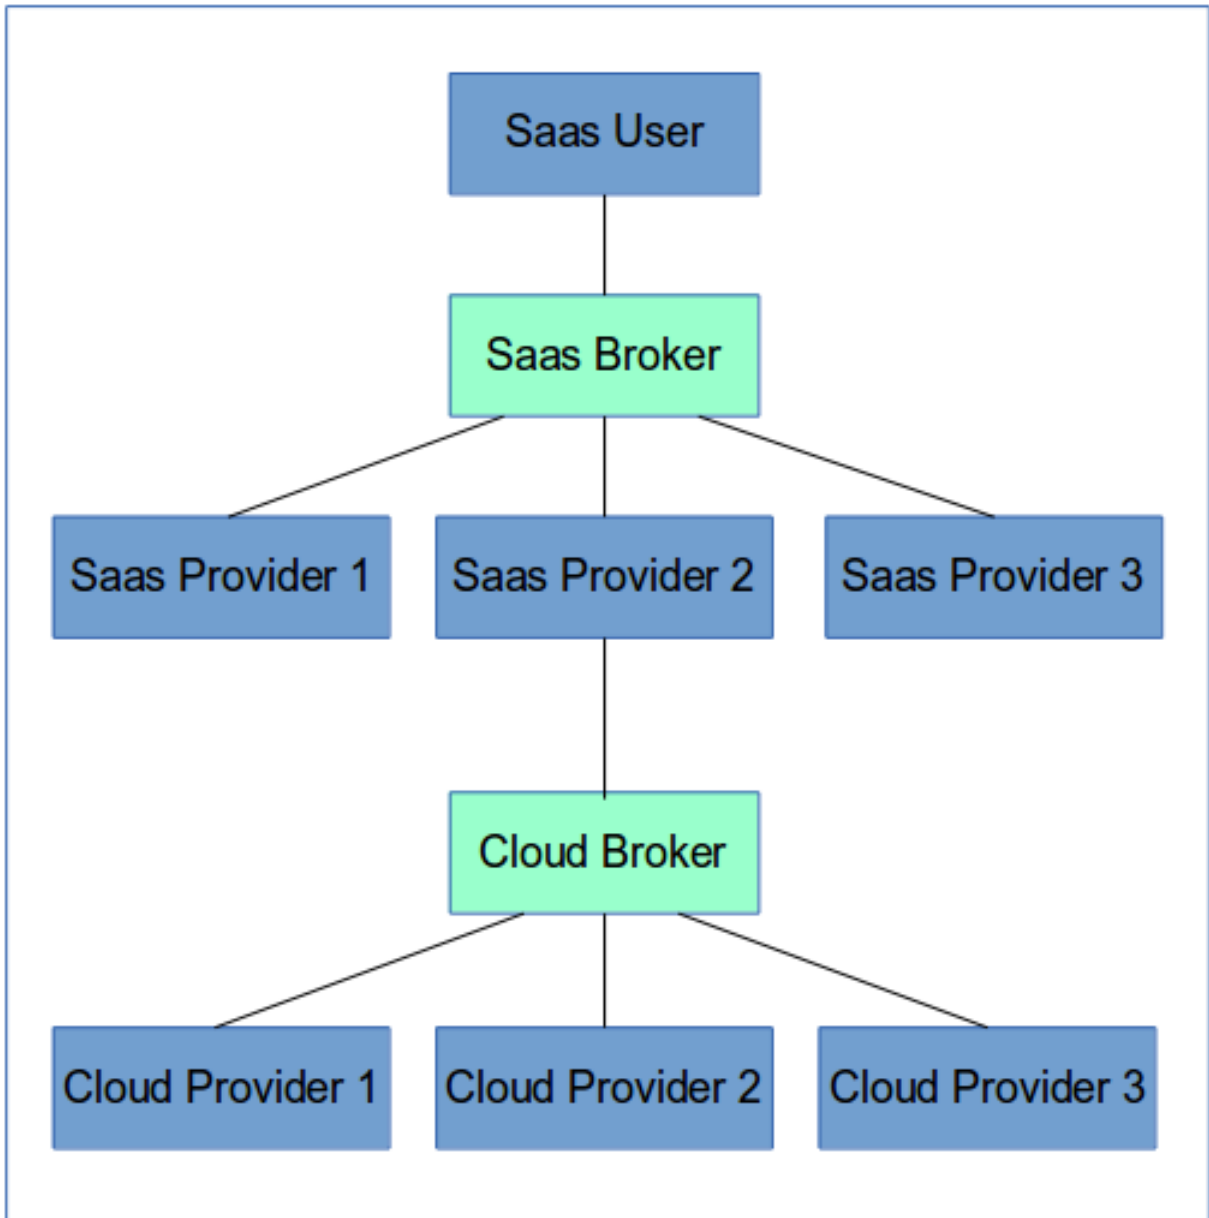 Saas User
Saas Broker
Saas Provider 1
Saas Provider 2
Saas Provider 3
Cloud Broker
Cloud Provider 1
Cloud Provider 2
Cloud Provider 3